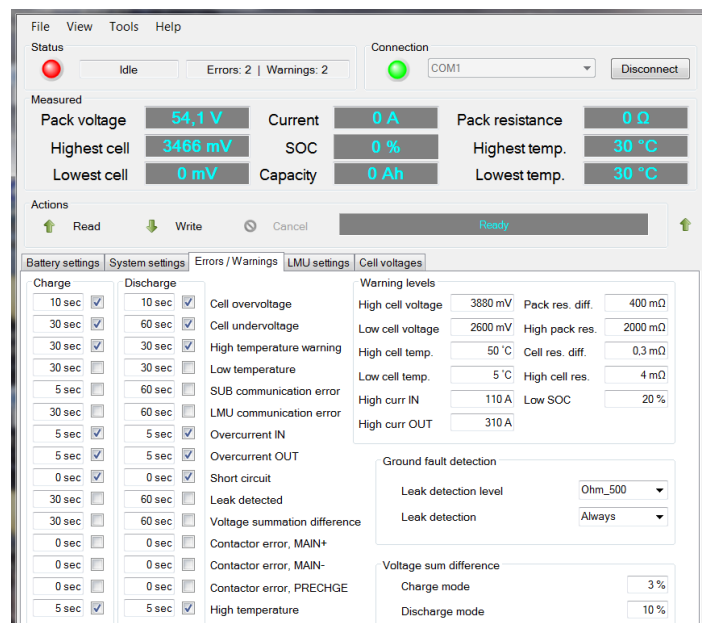 File View Tools Help
Status
Connection
Idle
Errors: 2 | Warnings: 2
COM1
Disconnect
Measured
Pack voltage 54,1 V Current 0 A Pack resistance 0 Ω
Highest cell 3466 mV SOC 0 % Highest temp. 30 °C
Lowest cell 0 mV Capacity 0 Ah Lowest temp. 30 °C
Actions
Read Write Cancel Ready
Battery settings System settings Errors / Warnings LMU settings Cell voltages
Charge Discharge
10 sec 10 sec Cell overvoltage
30 sec 60 sec Cell undervoltage
30 sec 30 sec High temperature warning
30 sec 30 sec Low temperature
5 sec 60 sec SUB communication error
30 sec 60 sec LMU communication error
5 sec 5 sec Overcurrent IN
5 sec 5 sec Overcurrent OUT
0 sec 0 sec Short circuit
30 sec 60 sec Leak detected
30 sec 60 sec Voltage summation difference
0 sec 0 sec Contactor error, MAIN+
0 sec 0 sec Contactor error, MAIN-
0 sec 0 sec Contactor error, PRECHGE
5 sec 5 sec High temperature
Warning levels
High cell voltage 3880 mV Pack res. diff. 400 mΩ
Low cell voltage 2600 mV High pack res. 2000 mΩ
High cell temp. 50 °C Cell res. diff. 0,3 mΩ
Low cell temp. 5 °C High cell res. 4 mΩ
High curr IN 110 A Low SOC 20 %
High curr OUT 310 A
Ground fault detection
Leak detection level Ohm_500
Leak detection Always
Voltage sum difference
Charge mode 3 %
Discharge mode 10 %